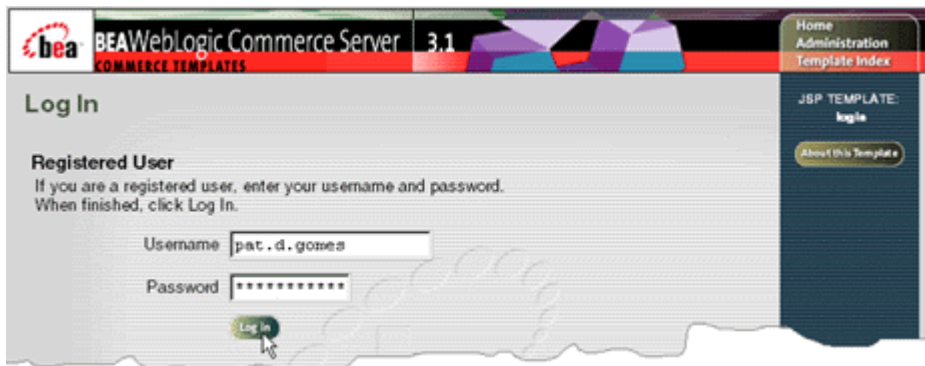 bea BEAWebLogic Commerce Server 3.1
COMMERCE TEMPLATES
Home
Administration
Template Index
JSP TEMPLATE:
login
About this Template
Log In
Registered User
If you are a registered user, enter your username and password.
When finished, click Log In.
Username pat.d.gomes
Password ***********
Log In